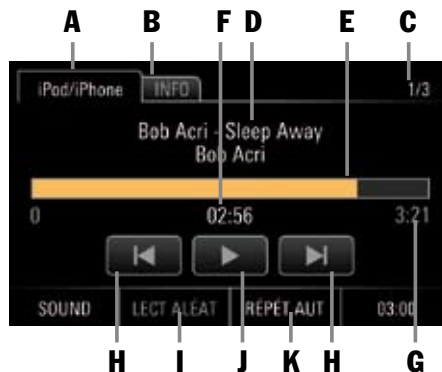 A B F D E C
iPod/iPhone INFO 1/3
Bob Acri - Sleep Away
Bob Acri
0 02:56 3:21
SOUND LECT ALÉAT RÉPÉT AUT 03:00
H I J K H G